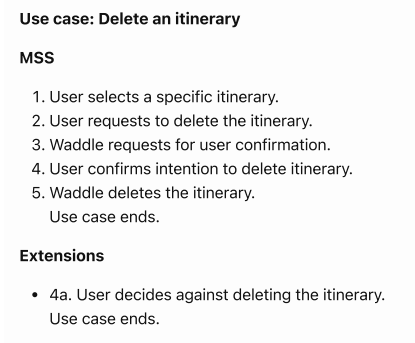 Use case: Delete an itinerary
MSS
1. User selects a specific itinerary.
2. User requests to delete the itinerary.
3. Waddle requests for user confirmation.
4. User confirms intention to delete itinerary.
5. Waddle deletes the itinerary.
Use case ends.
Extensions
• 4a. User decides against deleting the itinerary.
Use case ends.